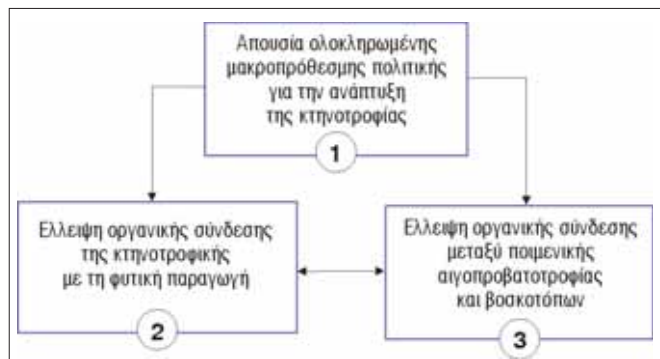 Απουσία ολοκληρωμένης
μακροπρόθεσμης πολιτικής
για την ανάπτυξη
της κτηνοτροφίας
1
Ελλειψη οργανικής σύνδεσης
της κτηνοτροφικής
με τη φυτική παραγωγή
2
Ελλειψη οργανικής σύνδεσης
μεταξύ ποιμενικής
αιγοπροβατοτροφίας
και βοσκοτόπων
3